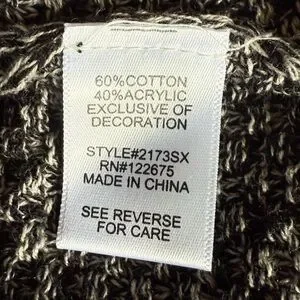 60%COTTON
40%ACRYLIC
EXCLUSIVE OF
DECORATION
STYLE#2173SX
RN#122675
MADE IN CHINA
SEE REVERSE
FOR CARE